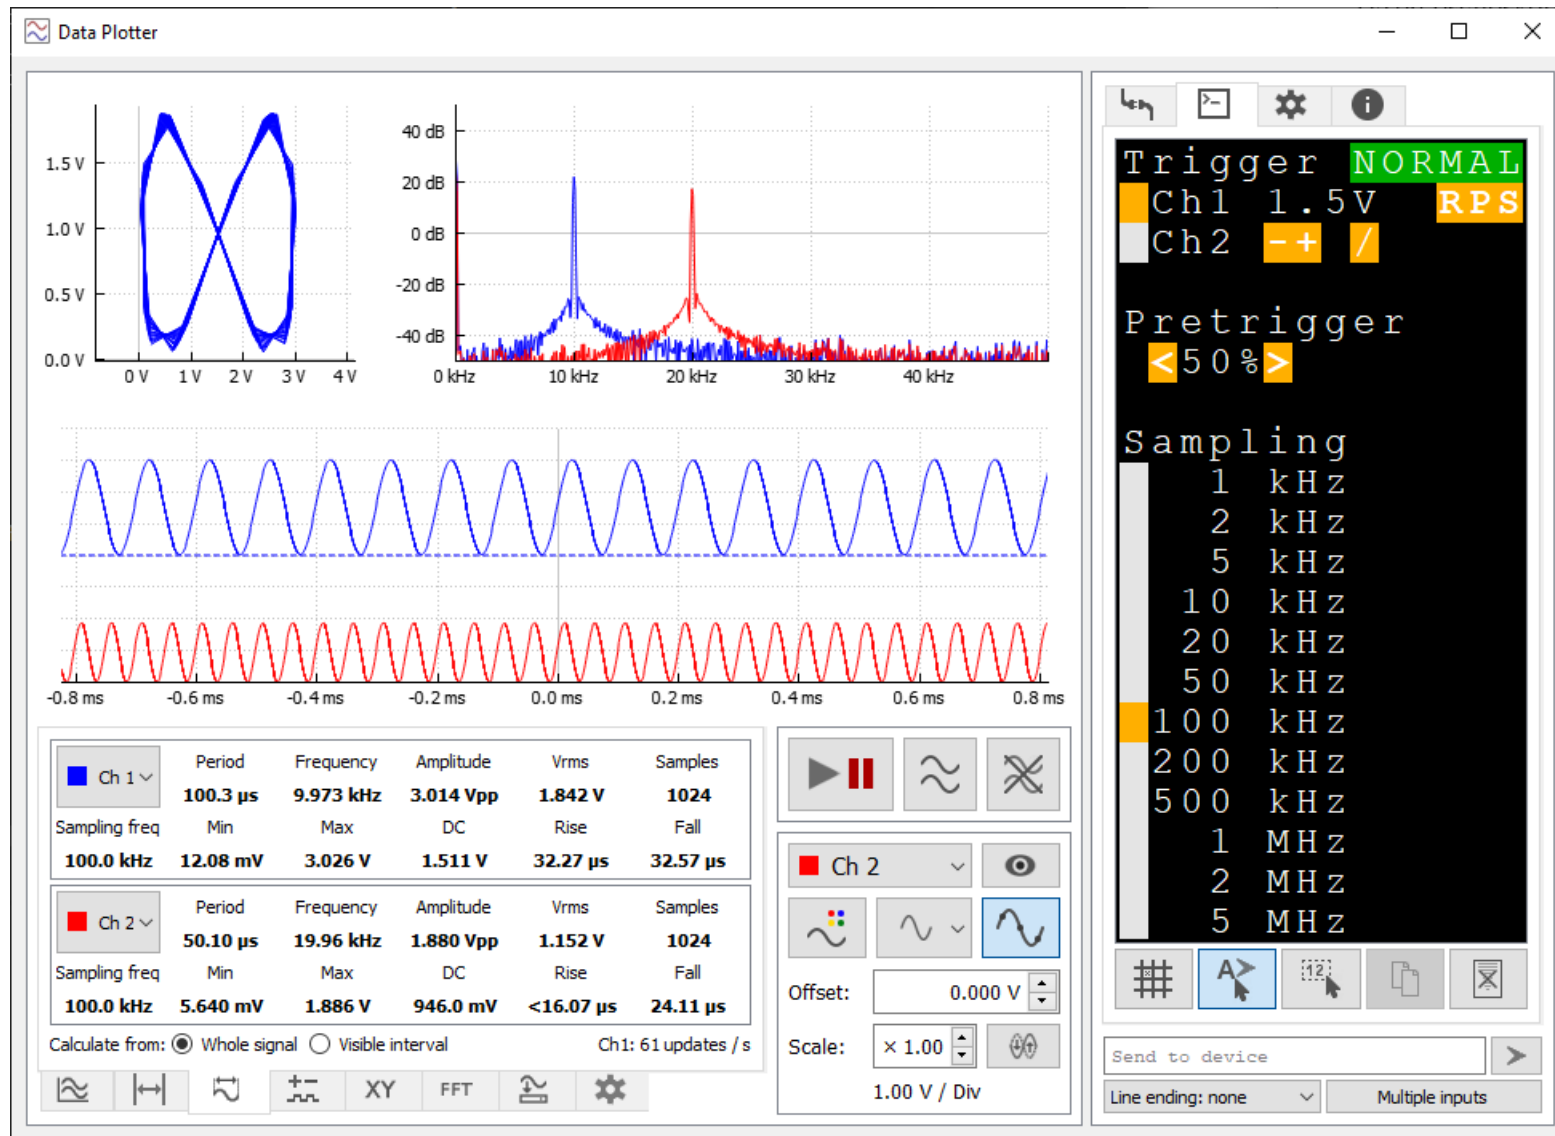 Data Plotter
1.5 V
1.0 V
0.5 V
0.0 V
0 V 1 V 2 V 3 V 4 V
40 dB
20 dB
0 dB
-20 dB
-40 dB
0 kHz 10 kHz 20 kHz 30 kHz 40 kHz
-0.8 ms -0.6 ms -0.4 ms -0.2 ms 0.0 ms 0.2 ms 0.4 ms 0.6 ms 0.8 ms
Ch 1 Period Frequency Amplitude Vrms Samples
100.3 µs 9.973 kHz 3.014 Vpp 1.842 V 1024
Sampling freq Min Max DC Rise Fall
100.0 kHz 12.08 mV 3.026 V 1.511 V 32.27 µs 32.57 µs
Ch 2 Period Frequency Amplitude Vrms Samples
50.10 µs 19.96 kHz 1.880 Vpp 1.152 V 1024
Sampling freq Min Max DC Rise Fall
100.0 kHz 5.640 mV 1.886 V 946.0 mV <16.07 µs 24.11 µs
Calculate from: Whole signal Visible interval Ch1: 61 updates / s
XY FFT
Ch 2
Offset: 0.000 V
Scale: × 1.00
1.00 V / Div
Trigger NORMAL
Ch1 1.5V RPS
Ch2 -+ /
Pretrigger
<50%>
Sampling
1 kHz
2 kHz
5 kHz
10 kHz
20 kHz
50 kHz
100 kHz
200 kHz
500 kHz
1 MHz
2 MHz
5 MHz
A
12
Send to device
Line ending: none Multiple inputs